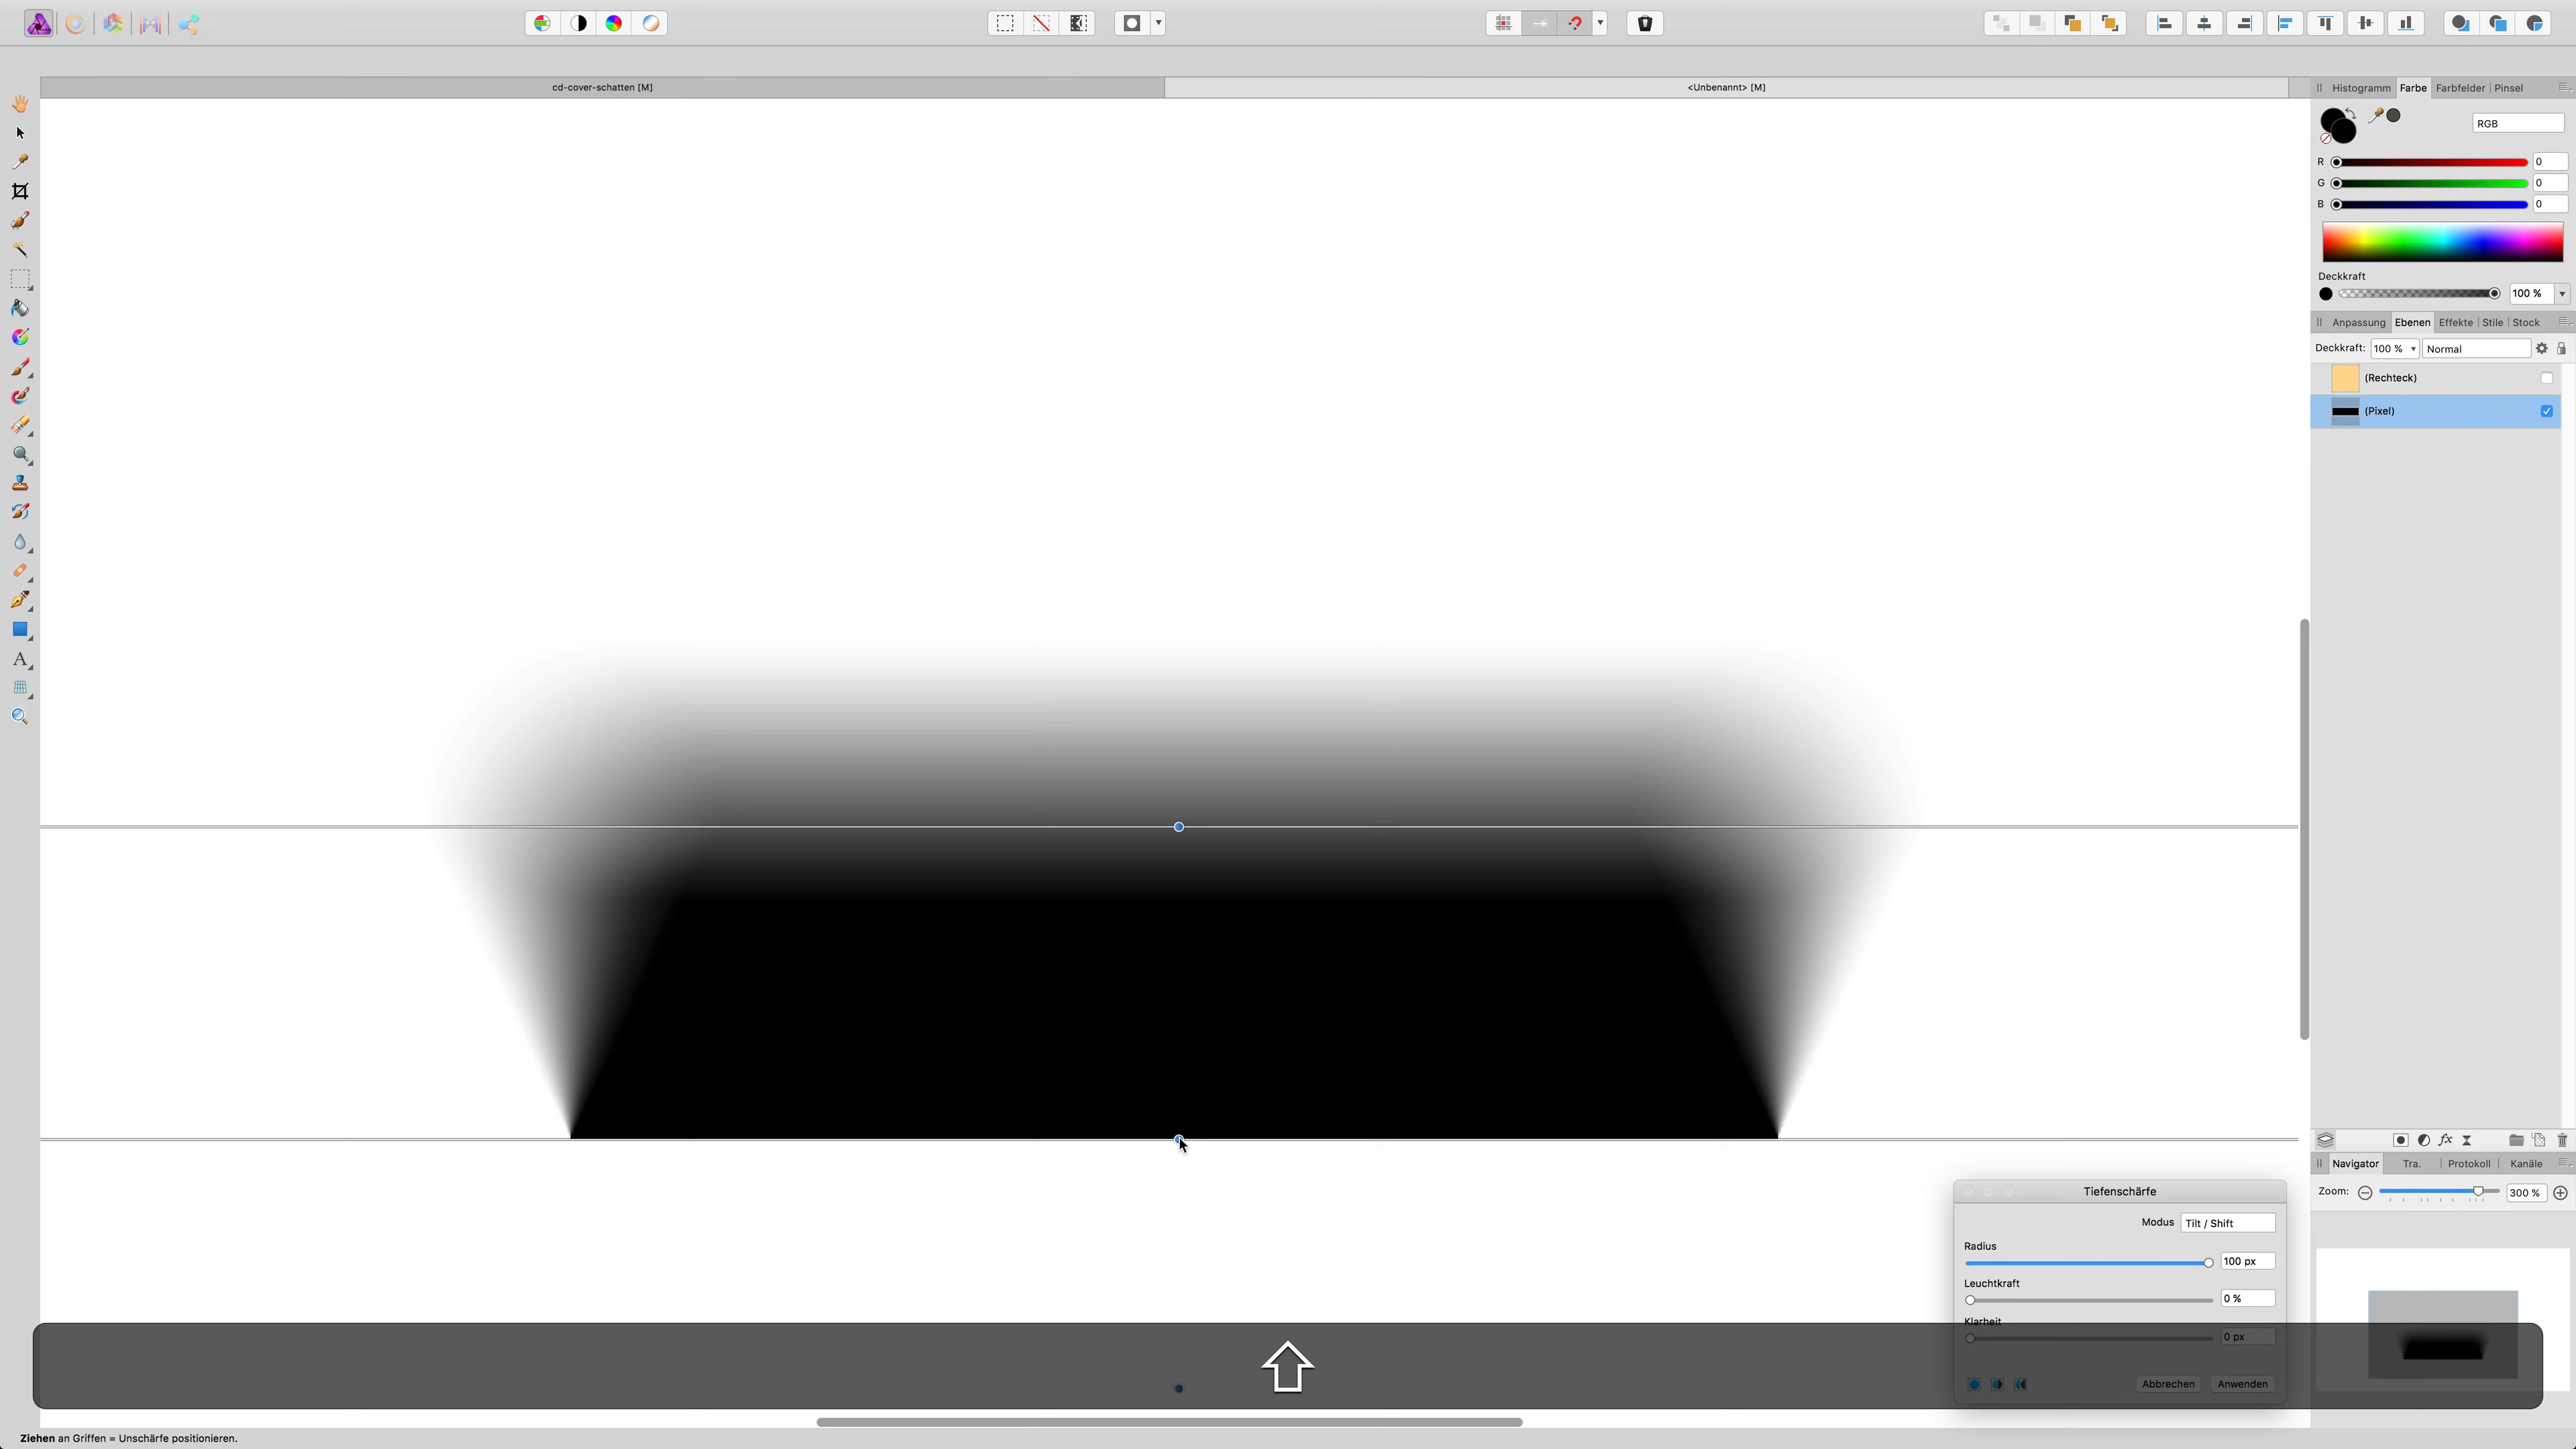 cd-cover-schatten [M]
<Unbenannt> [M]
Histogramm
Farbe
Farbfelder
Pinsel
RGB
R
0
G
0
B
0
Deckkraft
100 %
Anpassung
Ebenen
Effekte
Stile
Stock
Deckkraft:
100 %
Normal
(Rechteck)
(Pixel)
fx
Navigator
Tra.
Protokoll
Kanäle
Zoom:
300 %
Tiefenschärfe
Modus
Tilt / Shift
Radius
100 px
Leuchtkraft
0 %
Klarheit
0 px
Abbrechen
Anwenden
Ziehen an Griffen = Unschärfe positionieren.